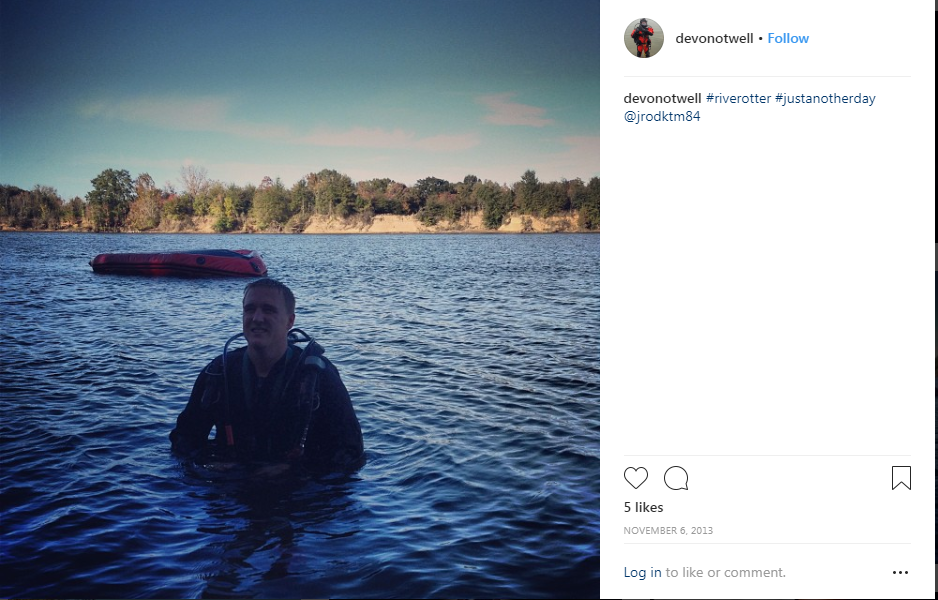 devonotwell • Follow
devonotwell #riverotter #justanotherday
@jrodktm84
5 likes
NOVEMBER 6, 2013
Log in to like or comment.